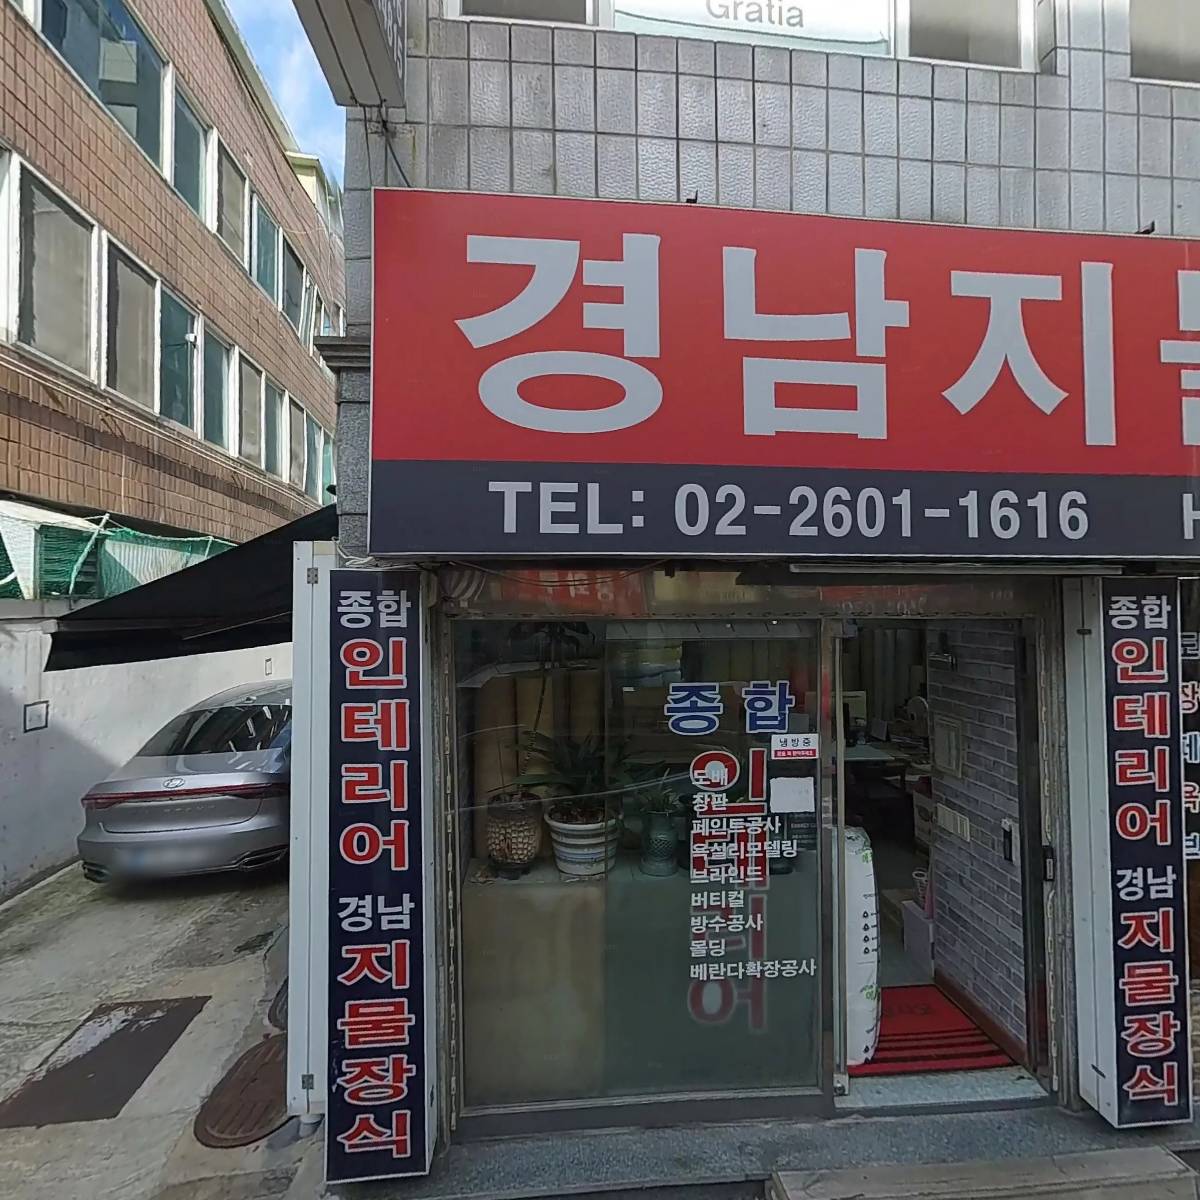 Gratia
경남지
TEL: 02-2601-1616
종합
인테리어
경남
지물장식
종합
인테리어
냉방중
도배
장판
페인트공사
욕실리모델링
브라인드
버티컬
방수공사
몰딩
베란다확장공사
종합
인테리어
경남
지물장식